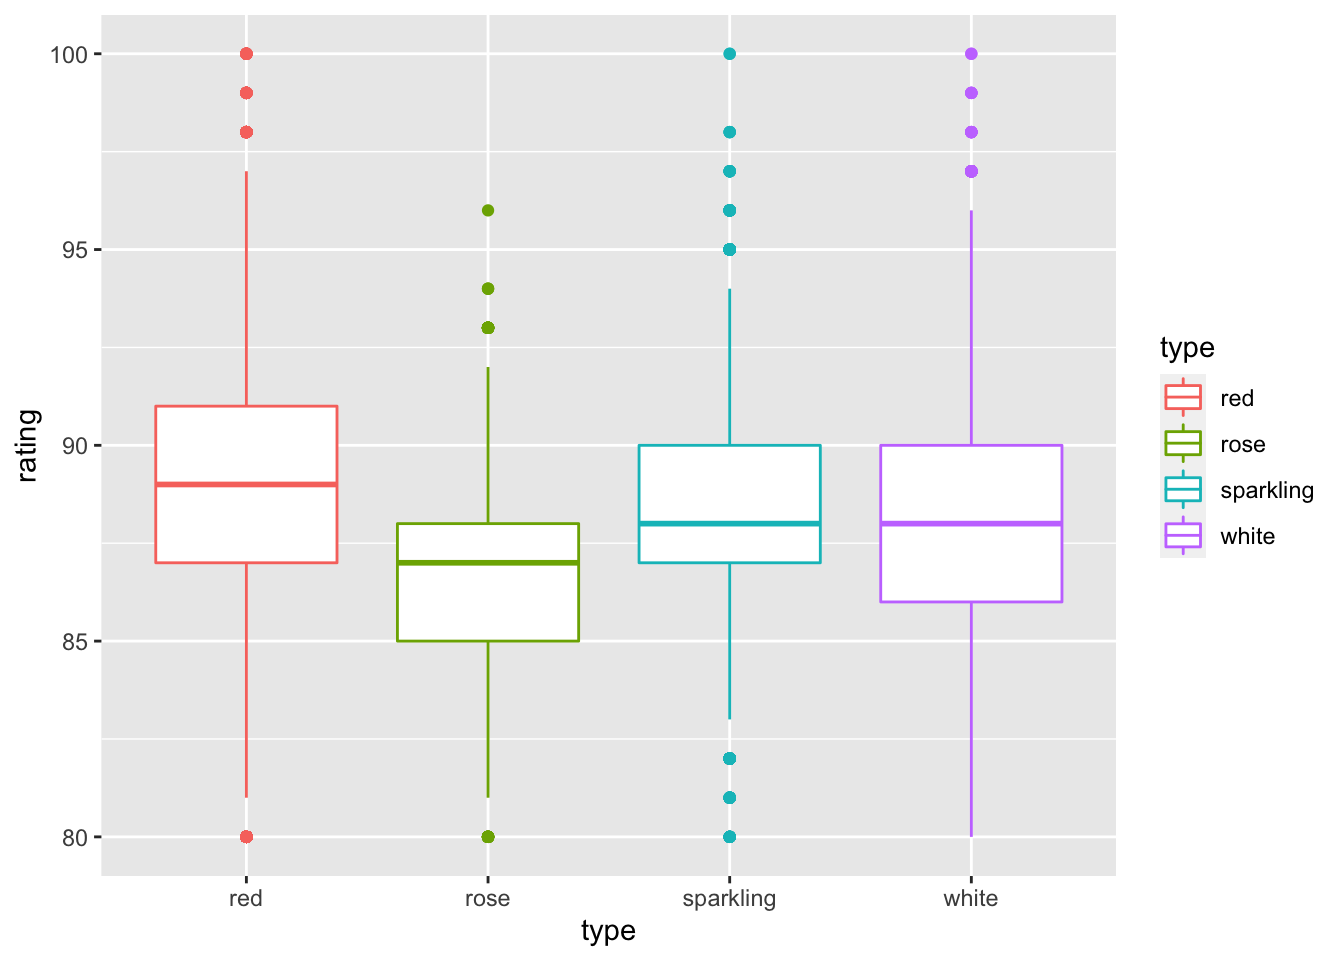 100
95
90
85
80
rating
red
rose
sparkling
white
type
type
red
rose
sparkling
white